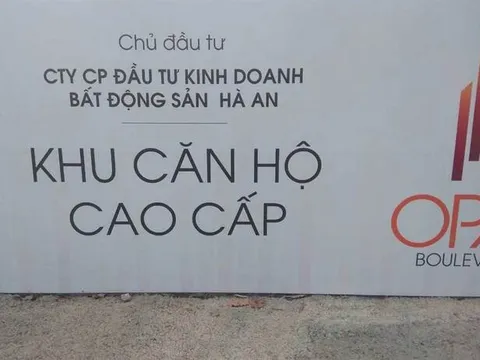 Chủ đầu tư
CTY CP ĐẦU TƯ KINH DOANH
BẤT ĐỘNG SẢN HÀ AN
KHU CĂN HỘ
CAO CẤP